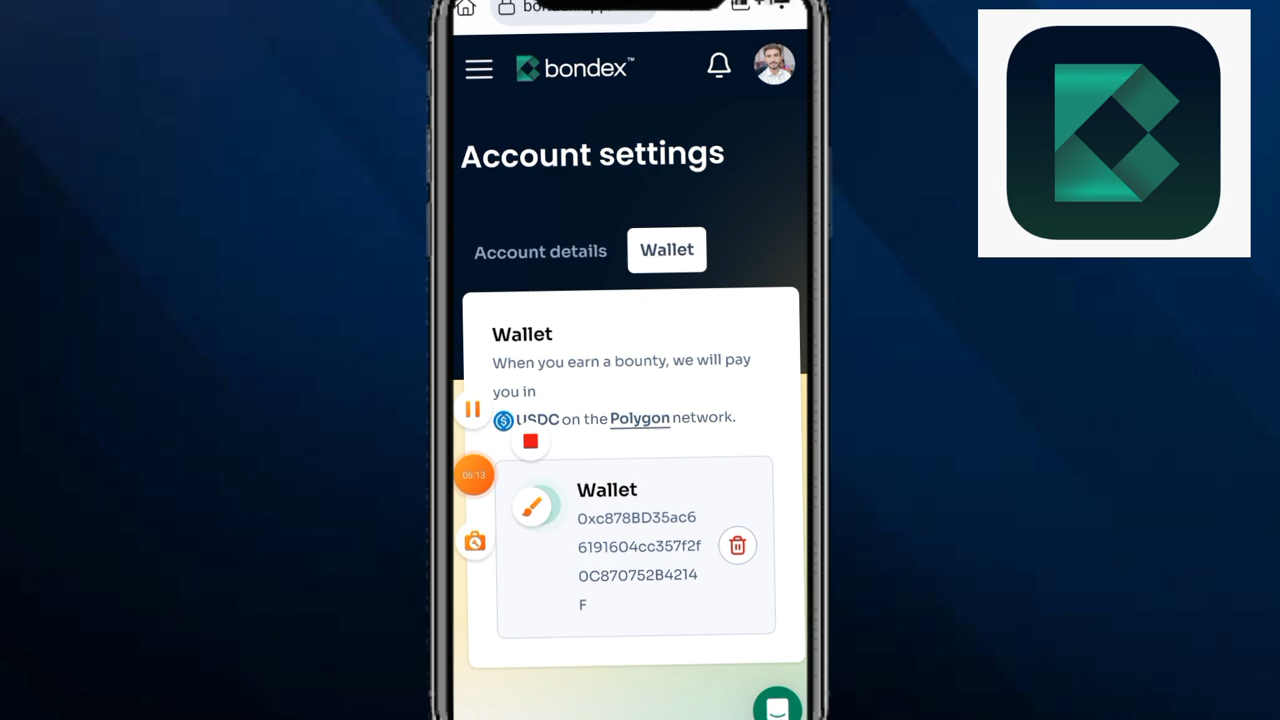 bondex™
Account settings
Account details
Wallet
Wallet
When you earn a bounty, we will pay
you in
USDC on the Polygon network.
06:13
Wallet
0xc878BD35ac6
6191604cc357f2f
0C870752B4214
F